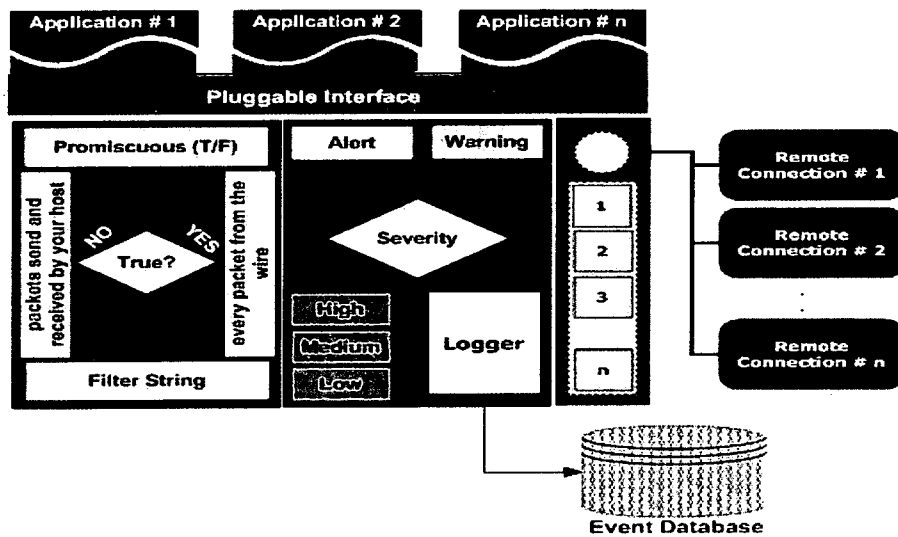 Application # 1
Application # 2
Application # n
Pluggable Interface
Promiscuous (T/F)
packets send and
received by your host
NO
YES
True?
every packet from the
wire
Filter String
Alert
Warning
Severity
High
Medium
Low
Logger
1
2
3
n
Remote
Connection # 1
Remote
Connection # 2
Remote
Connection # n
Event Database